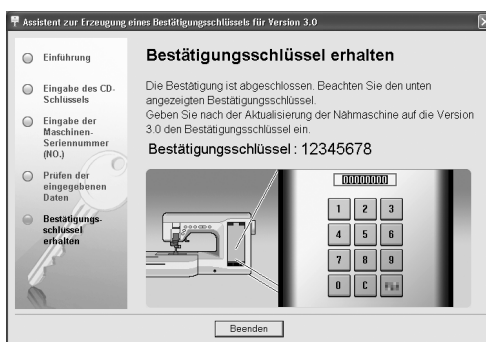 Assistent zur Erzeugung eines Bestätigungsschlüssels für Version 3.0
Einführung
Eingabe des CD-
Schlüssels
Eingabe der
Maschinen-
Seriennummer
(NO.)
Prüfen der
eingegebenen
Daten
Bestätigungs-
schlüssel
erhalten
Bestätigungsschlüssel erhalten
Die Bestätigung ist abgeschlossen. Beachten Sie den unten
angezeigten Bestätigungsschlüssel.
Geben Sie nach der Aktualisierung der Nähmaschine auf die Version
3.0 den Bestätigungsschlüssel ein.
Bestätigungsschlüssel : 12345678
00000000
1 2 3
4 5 6
7 8 9
0 C
Beenden